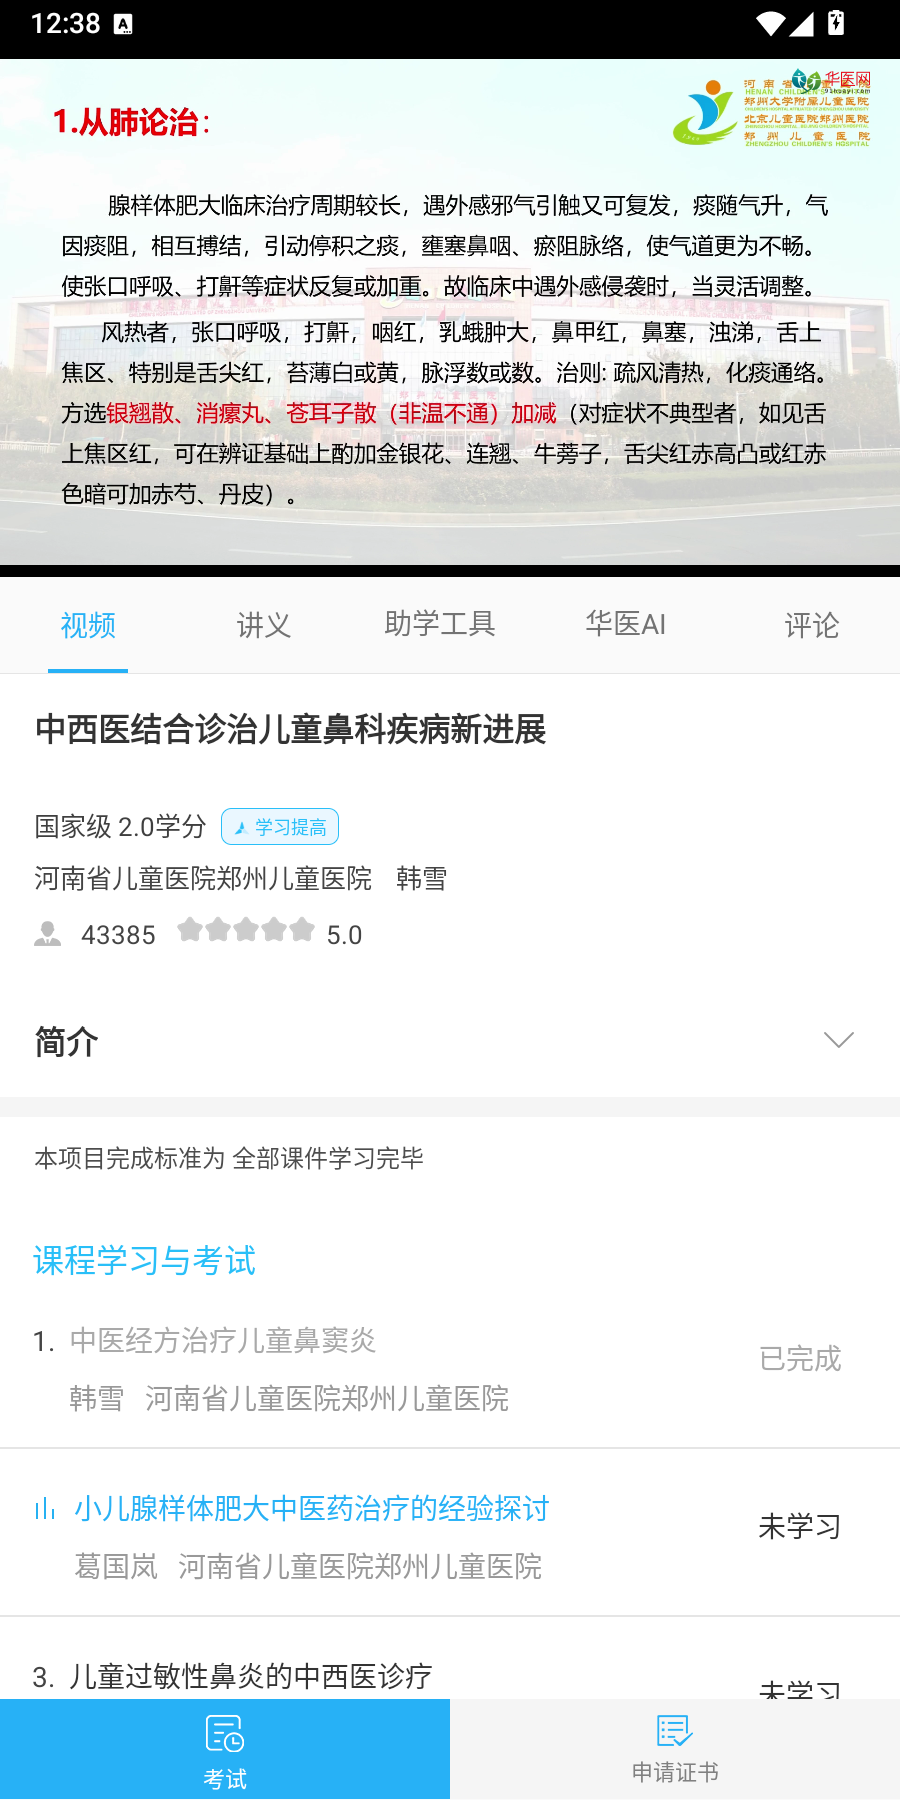 12:38
A
华医网
91huayi.com
河南省儿童医院
HENAN CHILDREN'S HOSPITAL
郑州大学附属儿童医院
北京儿童医院郑州医院
郑州儿童医院
ZHENGZHOU CHILDREN'S HOSPITAL
1.从肺论治:
腺样体肥大临床治疗周期较长，遇外感邪气引触又可复发，痰随气升，气
因痰阻，相互搏结，引动停积之痰，壅塞鼻咽、瘀阻脉络，使气道更为不畅。
使张口呼吸、打鼾等症状反复或加重。故临床中遇外感侵袭时，当灵活调整。
风热者，张口呼吸，打鼾，咽红，乳蛾肿大，鼻甲红，鼻塞，浊涕，舌上
焦区、特别是舌尖红，苔薄白或黄，脉浮数或数。治则: 疏风清热，化痰通络。
方选银翘散、消瘰丸、苍耳子散（非温不通）加减（对症状不典型者，如见舌
上焦区红，可在辨证基础上酌加金银花、连翘、牛蒡子，舌尖红赤高凸或红赤
色暗可加赤芍、丹皮）。
视频 讲义 助学工具 华医AI 评论
中西医结合诊治儿童鼻科疾病新进展
国家级 2.0学分 学习提高
河南省儿童医院郑州儿童医院 韩雪
43385 5.0
简介
本项目完成标准为 全部课件学习完毕
课程学习与考试
1. 中医经方治疗儿童鼻窦炎
已完成
韩雪 河南省儿童医院郑州儿童医院
小儿腺样体肥大中医药治疗的经验探讨
未学习
葛国岚 河南省儿童医院郑州儿童医院
3. 儿童过敏性鼻炎的中西医诊疗
未学习
考试 申请证书